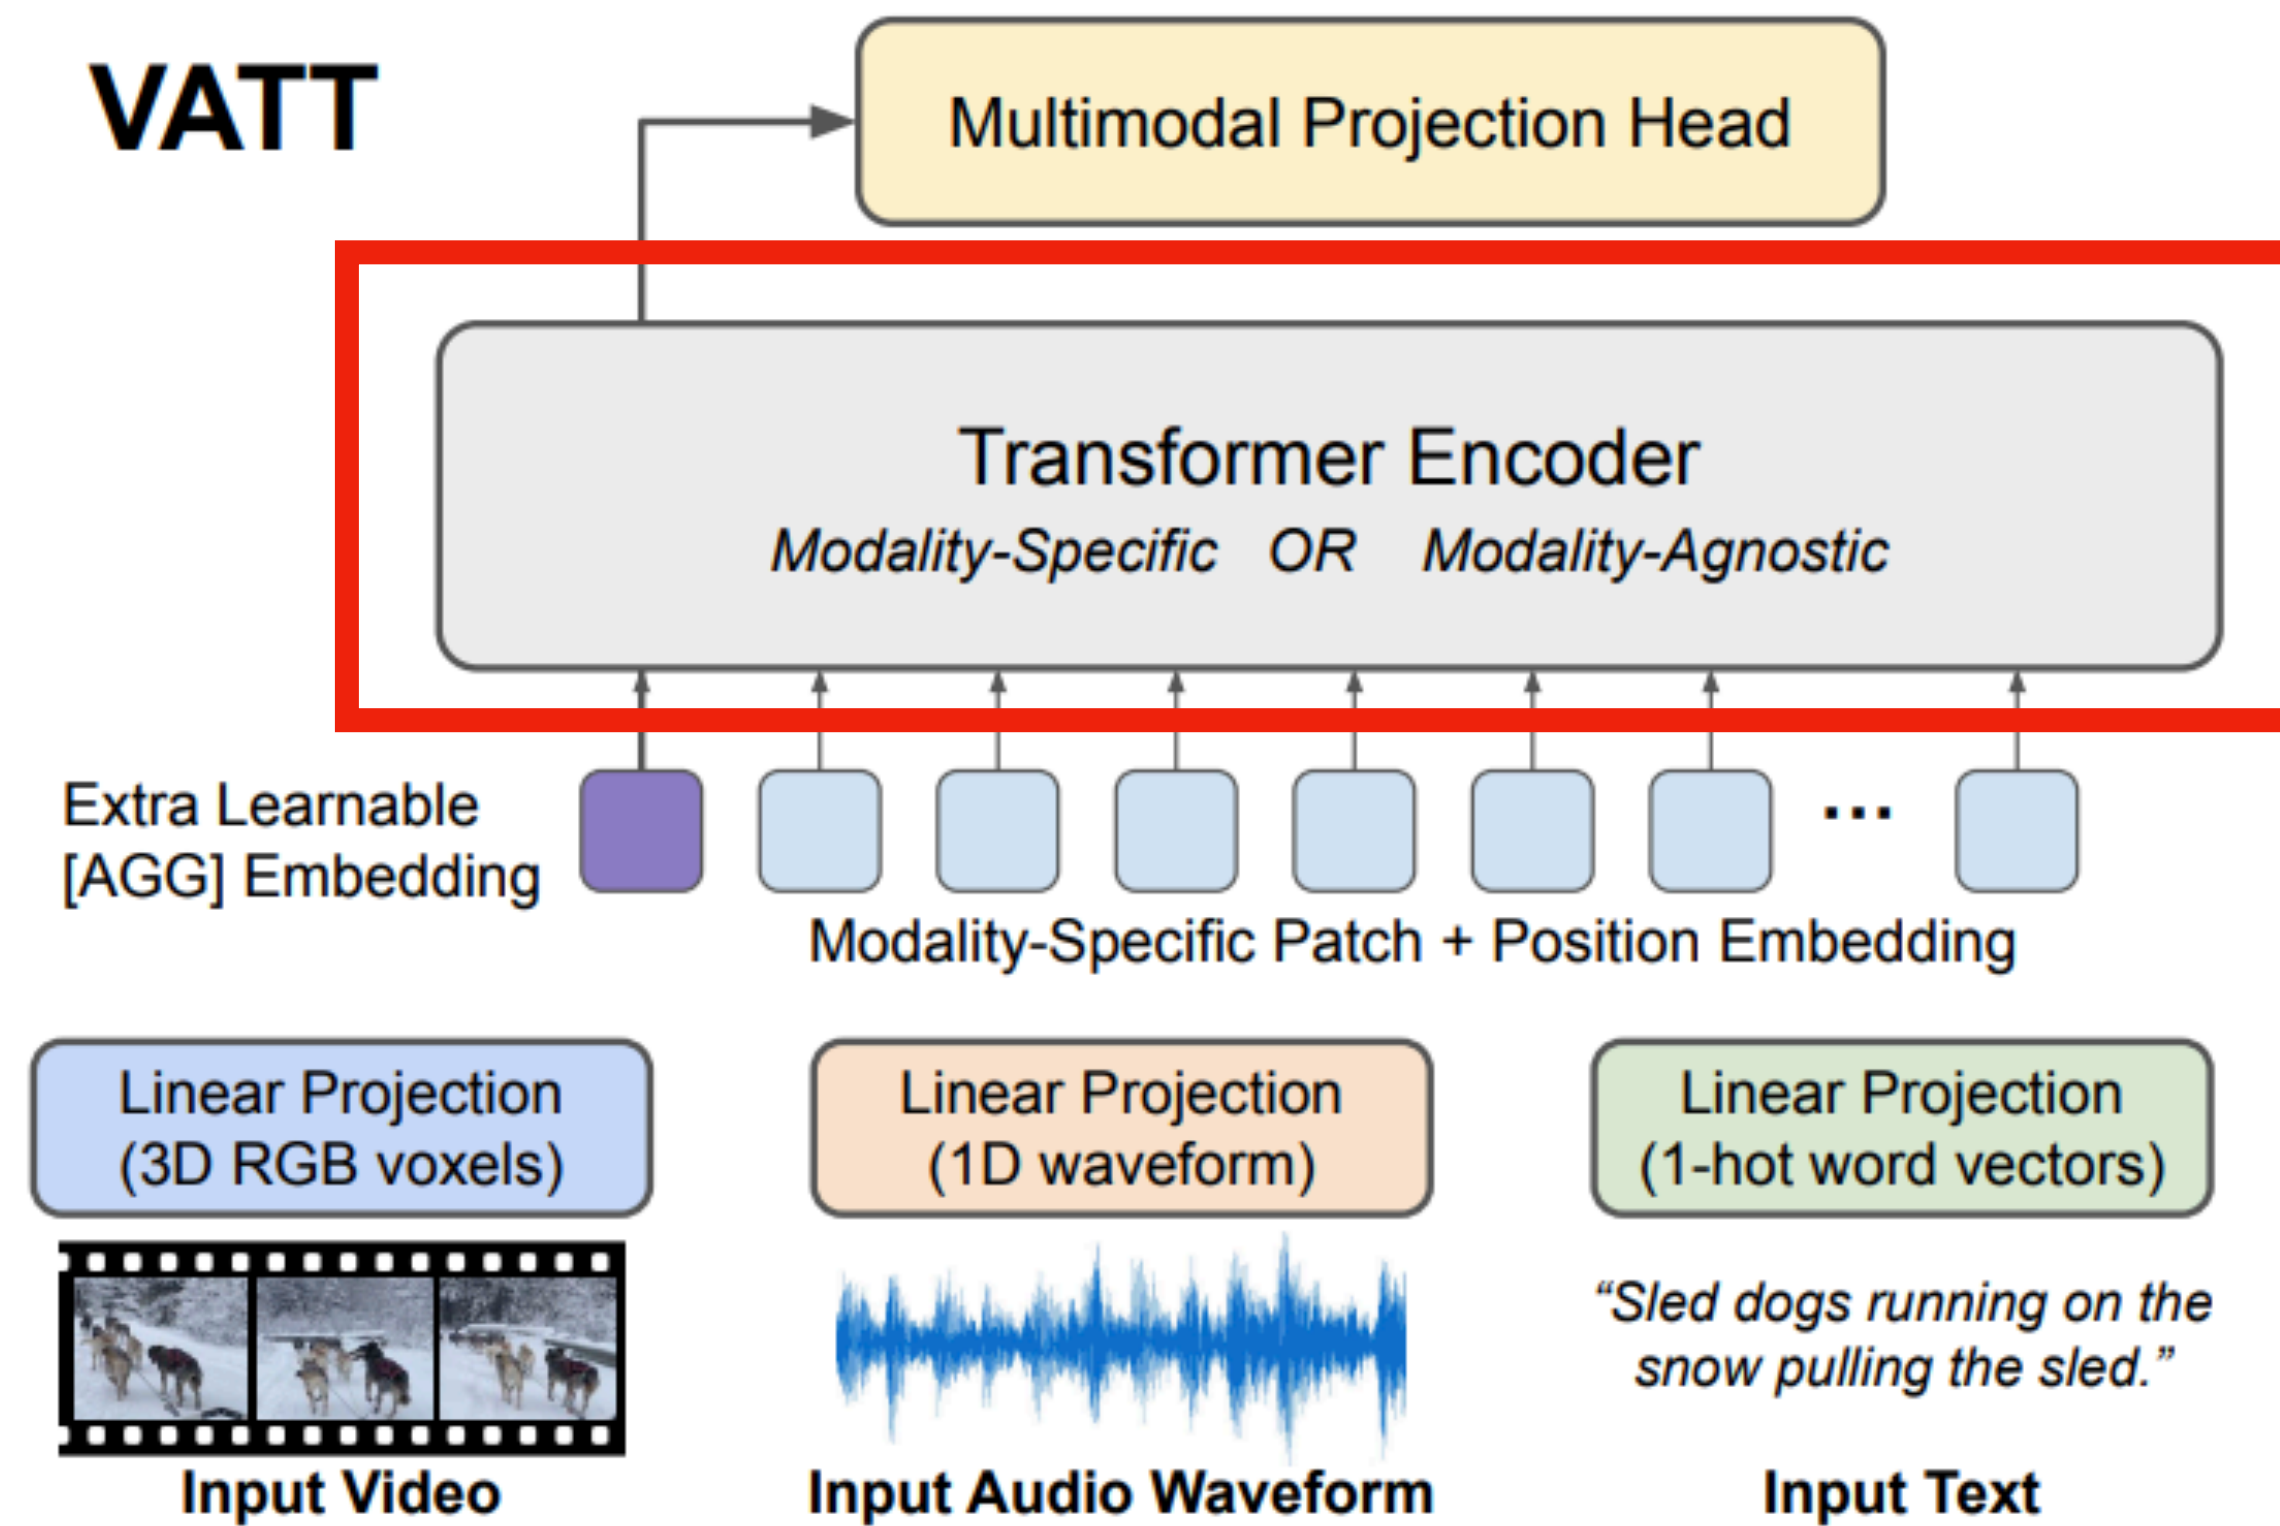 VATT
Multimodal Projection Head
Transformer Encoder
Modality-Specific OR Modality-Agnostic
Extra Learnable
[AGG] Embedding
...
Modality-Specific Patch + Position Embedding
Linear Projection
(3D RGB voxels)
Linear Projection
(1D waveform)
Linear Projection
(1-hot word vectors)
“Sled dogs running on the
snow pulling the sled.”
Input Video
Input Audio Waveform
Input Text